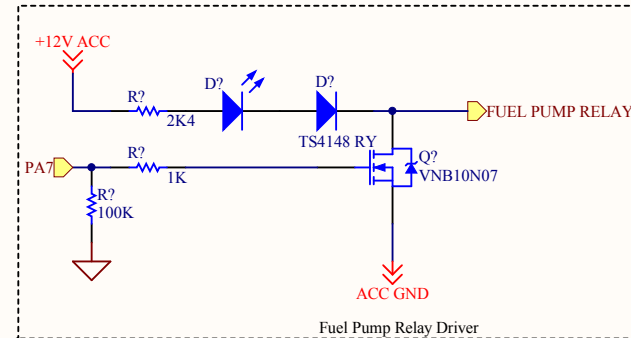 +12V ACC
R?
2K4
D?
D?
TS4148 RY
FUEL PUMP RELAY
PA7
R?
1K
R?
100K
Q?
VNB10N07
ACC GND
Fuel Pump Relay Driver